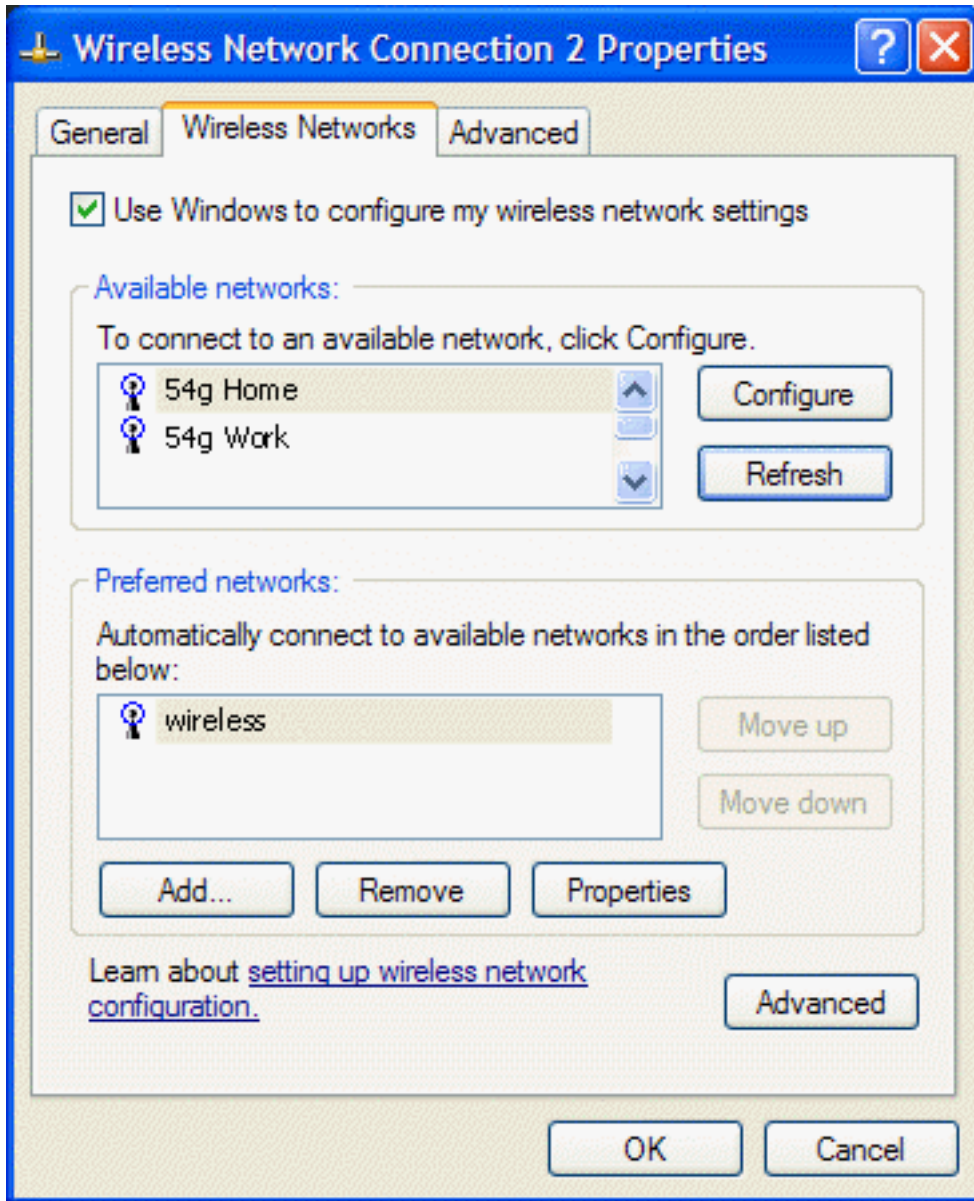 Wireless Network Connection 2 Properties
General Wireless Networks Advanced
Use Windows to configure my wireless network settings
Available networks:
To connect to an available network, click Configure.
54g Home
Configure
54g Work
Refresh
Preferred networks:
Automatically connect to available networks in the order listed
below:
wireless
Move up
Move down
Add... Remove Properties
Learn about setting up wireless network
configuration.
Advanced
OK Cancel